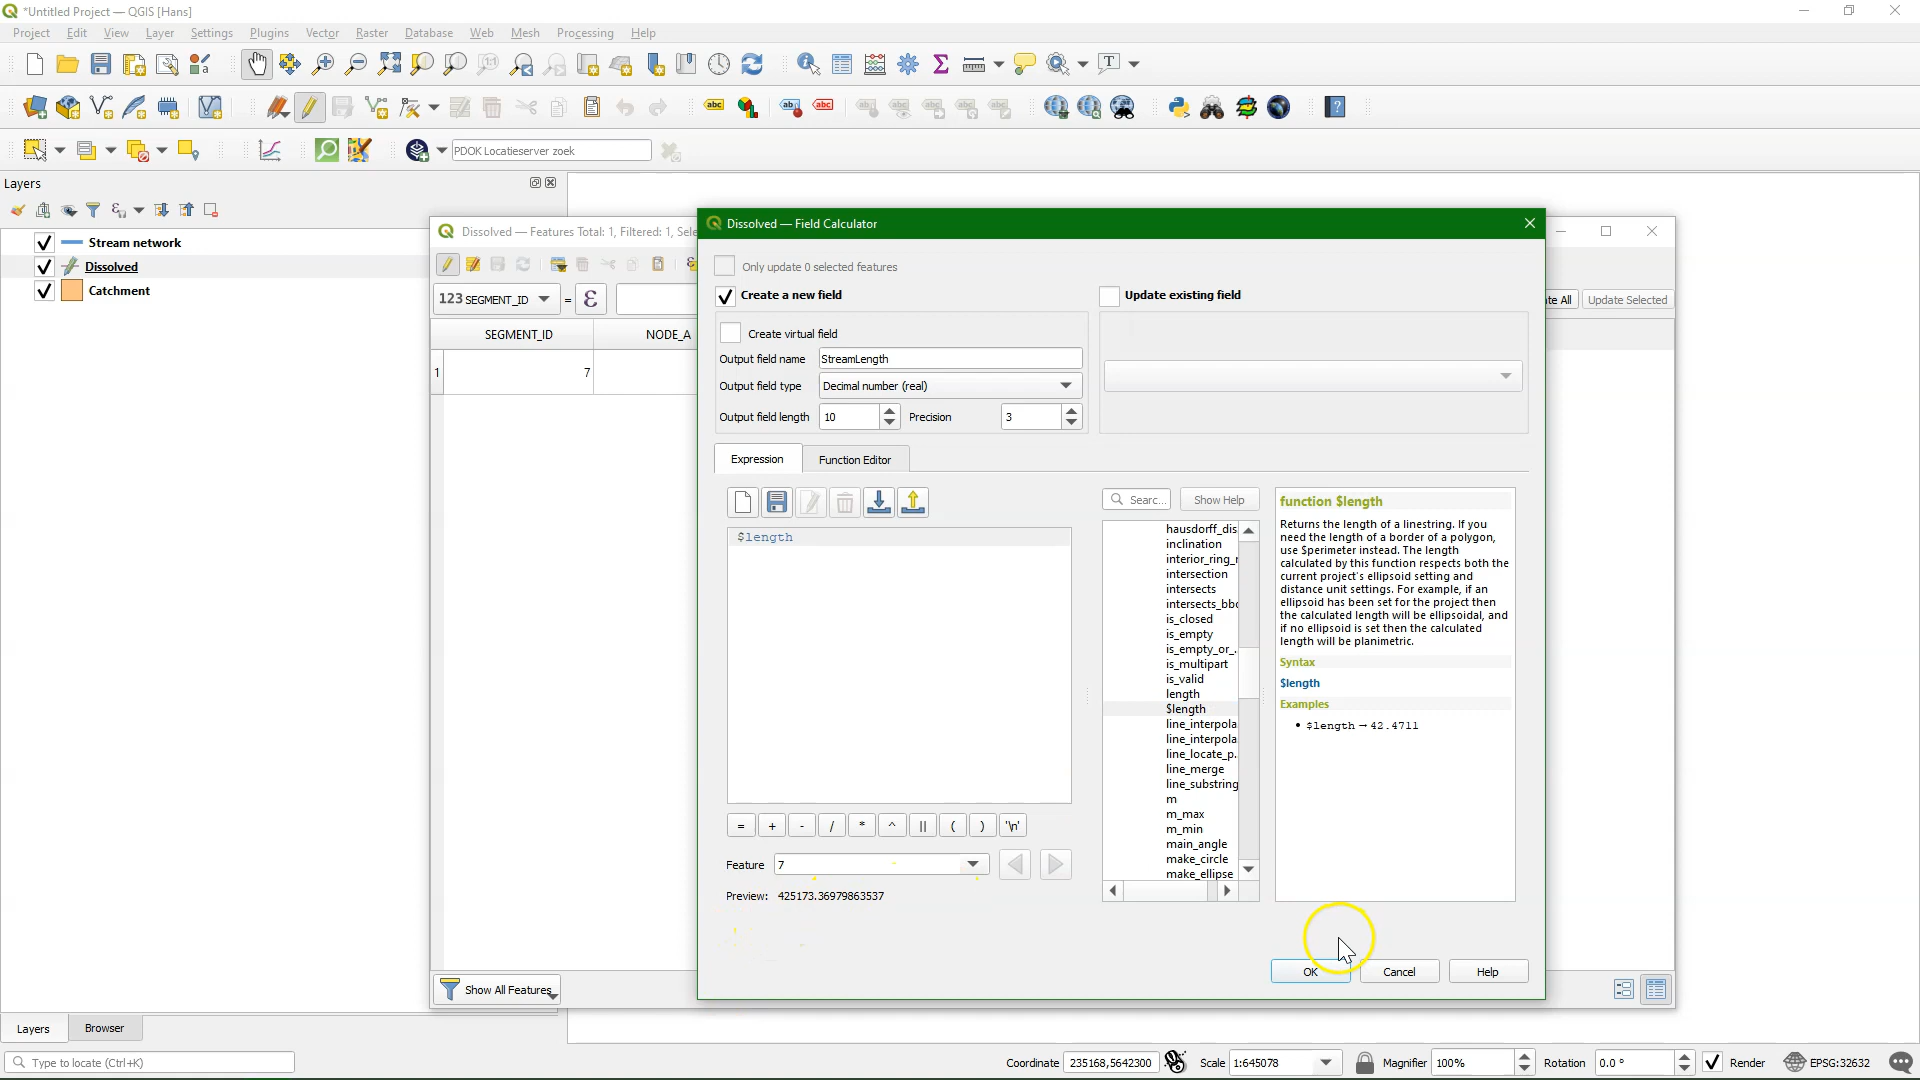 *Untitled Project — QGIS [Hans]
Project Edit View Layer Settings Plugins Vector Raster Database Web Mesh Processing Help
PDOK Locatieserver zoek
Layers
Stream network
Dissolved
Catchment
Dissolved — Features Total: 1, Filtered: 1, Sele
123 SEGMENT_ID = ε
te All Update Selected
SEGMENT_ID NODE_A
1 7
Show All Features
Dissolved — Field Calculator
Only update 0 selected features
Create a new field
Update existing field
Create virtual field
Output field name StreamLength
Output field type Decimal number (real)
Output field length 10 Precision 3
Expression Function Editor
Searc... Show Help
$length
= + - / * ^ || ( ) '\n'
Feature 7
Preview: 425173.36979863537
hausdorff_dis
inclination
interior_ring_r
intersection
intersects
intersects_bbo
is_closed
is_empty
is_empty_or_.
is_multipart
is_valid
length
$length
line_interpola
line_interpola
line_locate_p.
line_merge
line_substring
m
m_max
m_min
main_angle
make_circle
make_ellipse
function $length
Returns the length of a linestring. If you
need the length of a border of a polygon,
use $perimeter instead. The length
calculated by this function respects both the
current project's ellipsoid setting and
distance unit settings. For example, if an
ellipsoid has been set for the project then
the calculated length will be ellipsoidal, and
if no ellipsoid is set then the calculated
length will be planimetric.
Syntax
$length
Examples
• $length → 42.4711
OK Cancel Help
Layers Browser
Type to locate (Ctrl+K)
Coordinate 235168,5642300 Scale 1:645078 Magnifier 100% Rotation 0.0 ° Render EPSG:32632